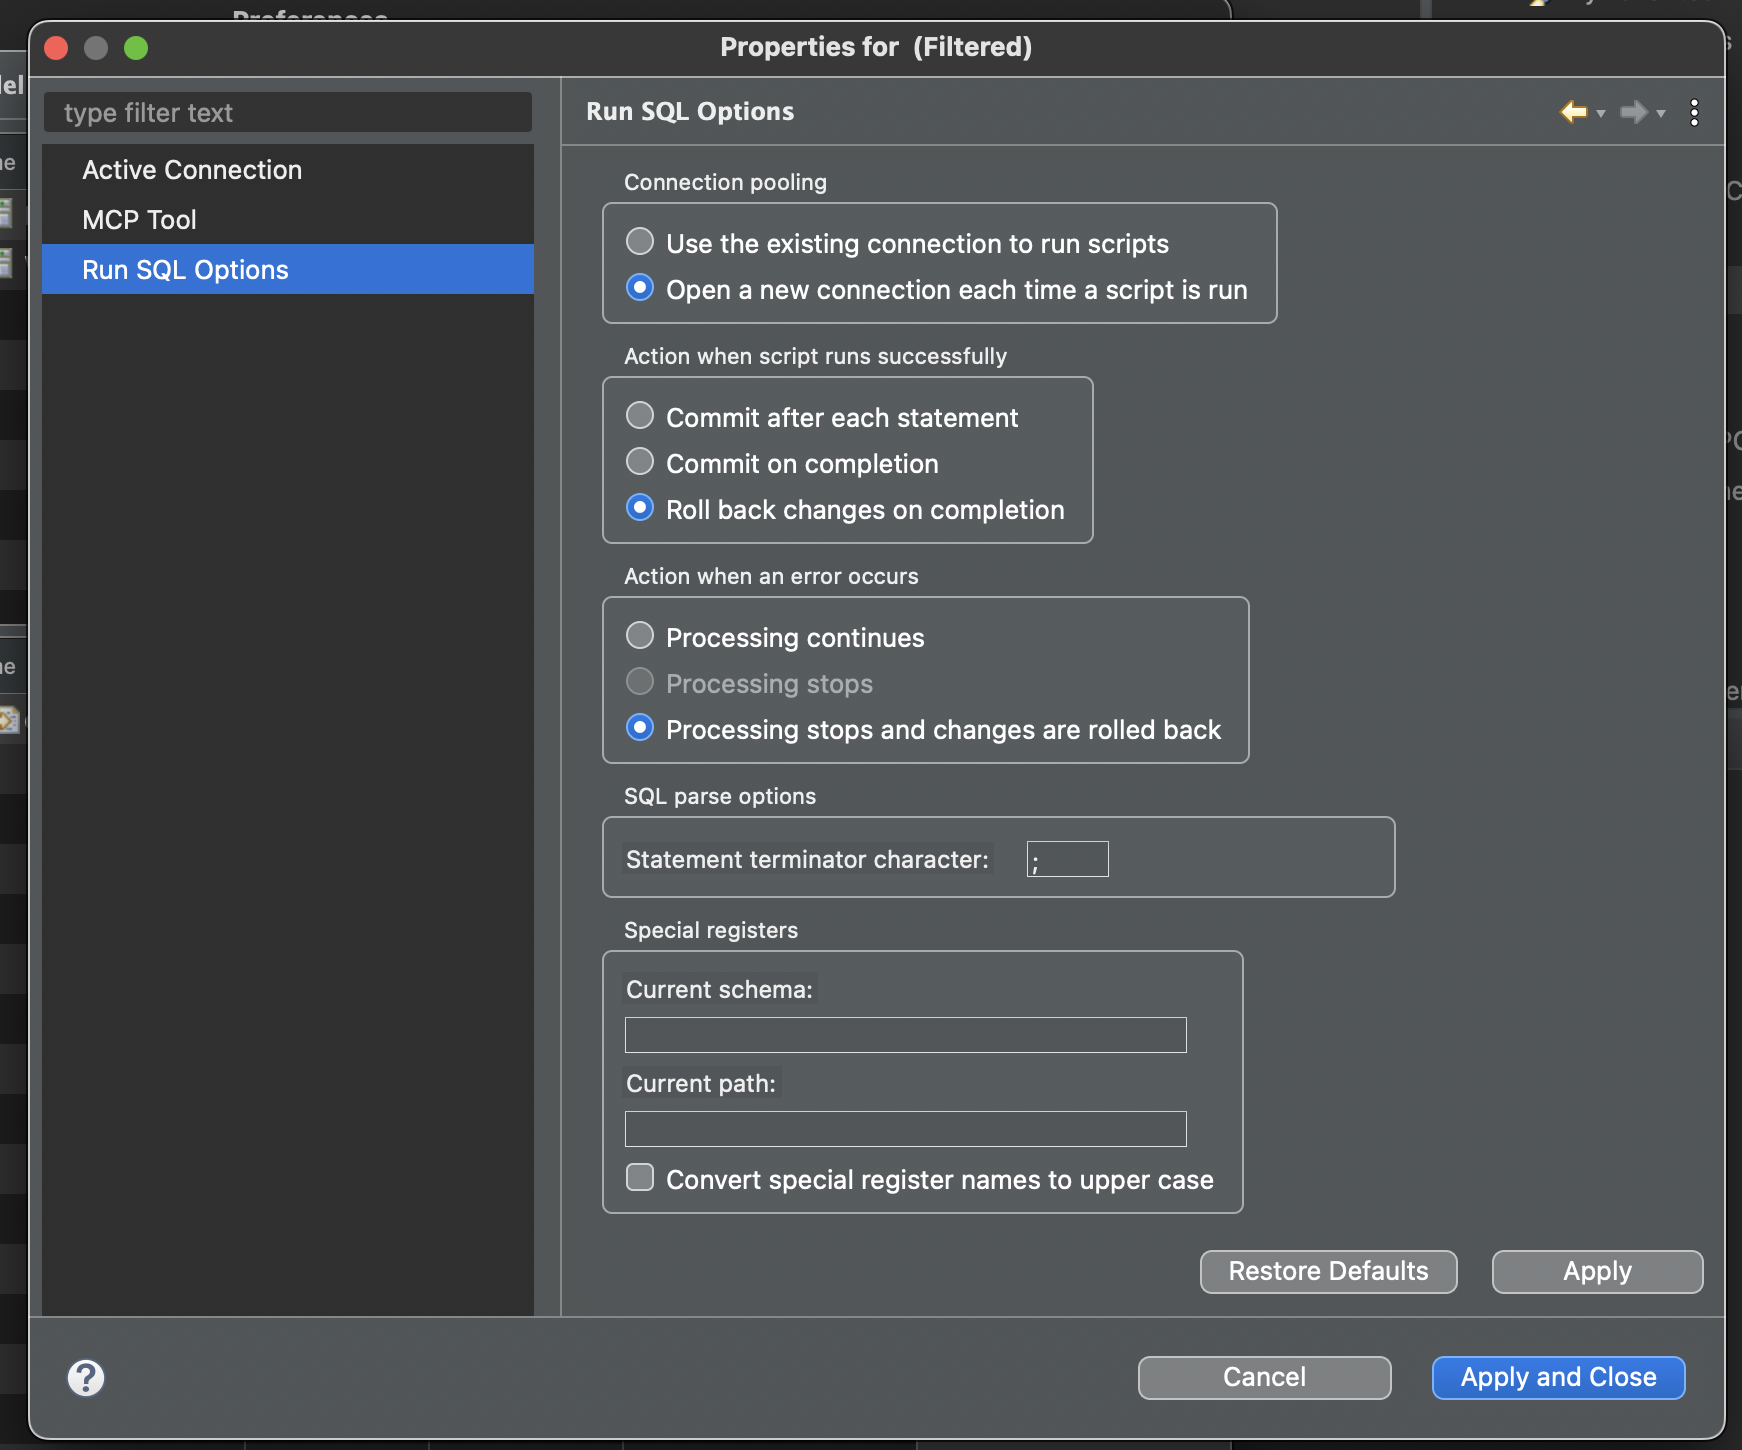 Preferences
Properties for (Filtered)
type filter text
Active Connection
MCP Tool
Run SQL Options
Run SQL Options
Connection pooling
Use the existing connection to run scripts
Open a new connection each time a script is run
Action when script runs successfully
Commit after each statement
Commit on completion
Roll back changes on completion
Action when an error occurs
Processing continues
Processing stops
Processing stops and changes are rolled back
SQL parse options
Statement terminator character:
;
Special registers
Current schema:
Current path:
Convert special register names to upper case
Restore Defaults
Apply
?
Cancel
Apply and Close